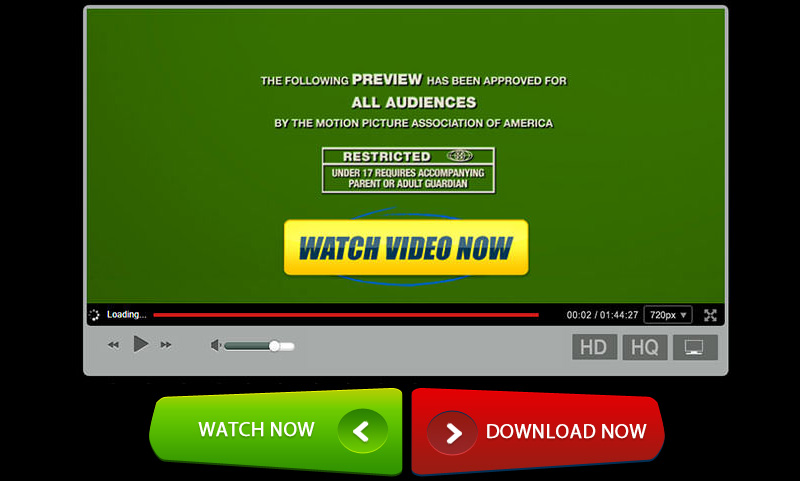 THE FOLLOWING PREVIEW HAS BEEN APPROVED FOR
ALL AUDIENCES
BY THE MOTION PICTURE ASSOCIATION OF AMERICA
RESTRICTED
UNDER 17 REQUIRES ACCOMPANYING
PARENT OR ADULT GUARDIAN
WATCH VIDEO NOW
Loading... 00:02 / 01:44:27 720px
HD HQ
WATCH NOW DOWNLOAD NOW